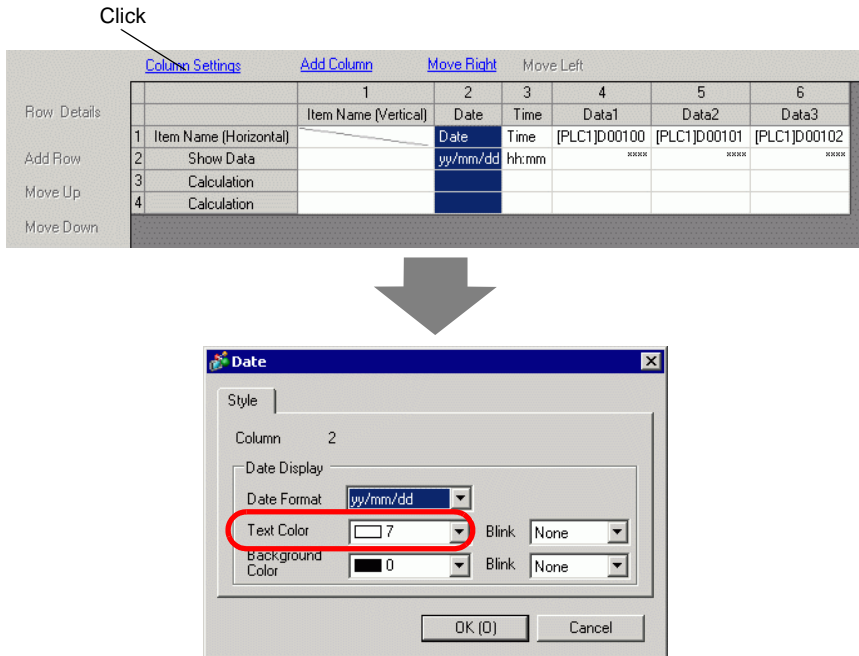 Click
Column Settings Add Column Move Right Move Left
1 2 3 4 5 6
Row Details Item Name (Vertical) Date Time Data1 Data2 Data3
1 Item Name (Horizontal) Date Time [PLC1]D00100 [PLC1]D00101 [PLC1]D00102
Add Row 2 Show Data yy/mm/dd hh:mm **** **** ****
3 Calculation
Move Up
4 Calculation
Move Down
Date
Style
Column 2
Date Display
Date Format yy/mm/dd
Text Color 7 Blink None
Background
Color 0 Blink None
OK (O) Cancel